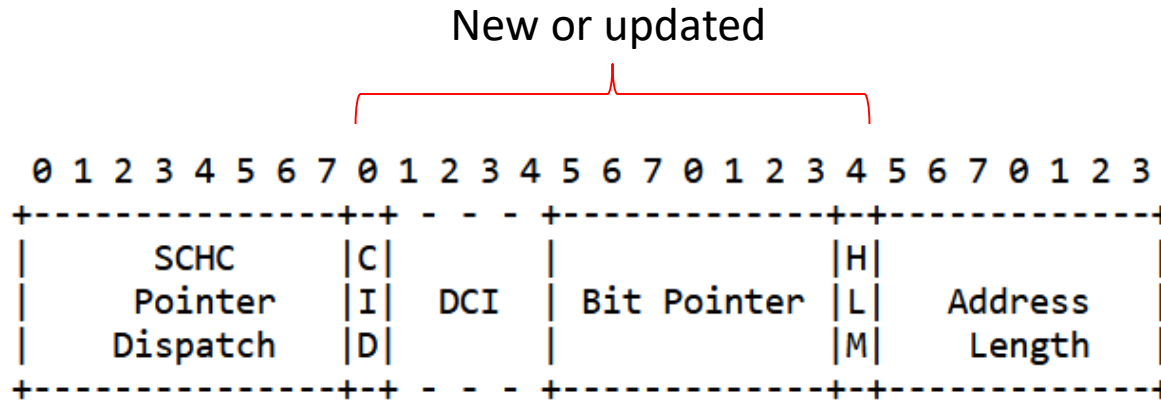 New or updated
0 1 2 3 4 5 6 7 0 1 2 3 4 5 6 7 0 1 2 3 4 5 6 7 0 1 2 3
+---------------+-+ - - - +-------------+-+-------------+
|     SCHC      |C|       |             |H|             |
|    Pointer    |I|  DCI  | Bit Pointer |L|   Address   |
|   Dispatch    |D|       |             |M|    Length   |
+---------------+-+ - - - +-------------+-+-------------+